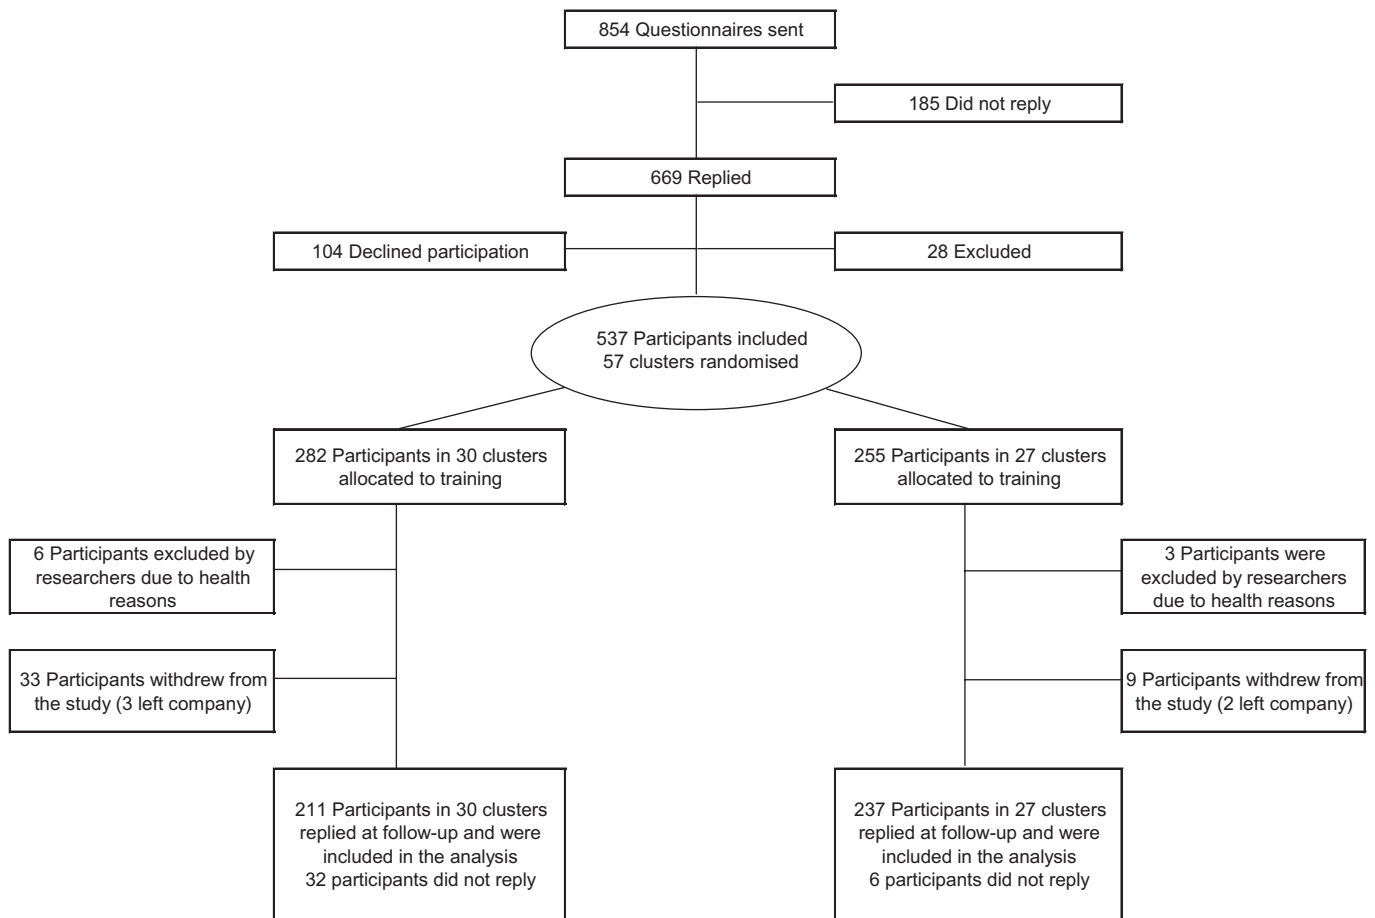 854 Questionnaires sent
185 Did not reply
669 Replied
104 Declined participation
28 Excluded
537 Participants included
57 clusters randomised
282 Participants in 30 clusters
allocated to training
255 Participants in 27 clusters
allocated to training
6 Participants excluded by
researchers due to health
reasons
3 Participants were
excluded by researchers
due to health reasons
33 Participants withdrew from
the study (3 left company)
9 Participants withdrew from
the study (2 left company)
211 Participants in 30 clusters
replied at follow-up and were
included in the analysis
32 participants did not reply
237 Participants in 27 clusters
replied at follow-up and were
included in the analysis
6 participants did not reply